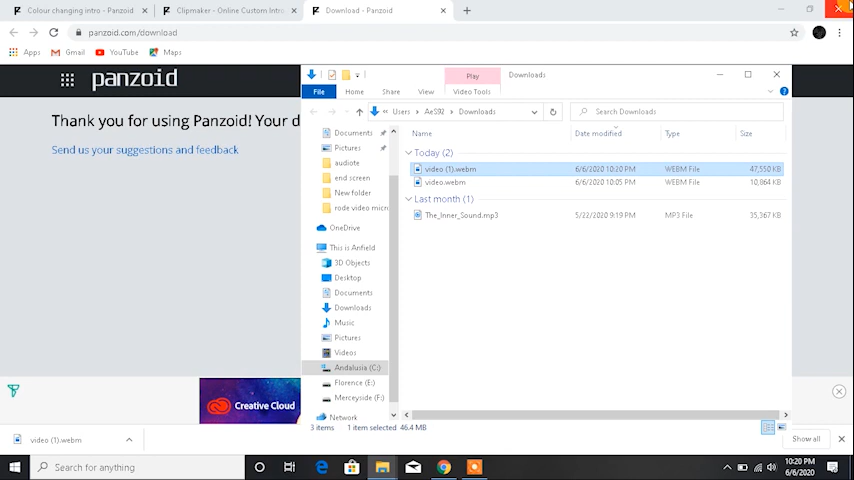 Colour changing intro - Panzoid
Clipmaker - Online Custom Intro
Download - Panzoid
panzoid.com/download
Apps
Gmail
YouTube
Maps
panzoid
Thank you for using Panzoid! Your d
Send us your suggestions and feedback
Creative Cloud
Play
Downloads
File
Home
Share
View
Video Tools
Users
AeS92
Downloads
Search Downloads
Documents
Pictures
audiote
end screen
New folder
rode video micr
OneDrive
This is Anfield
3D Objects
Desktop
Documents
Downloads
Music
Pictures
Videos
Andalusia (C:)
Florence (E:)
Merceyside (F:)
Network
Name
Date modified
Type
Size
Today (2)
video (1).webm 6/6/2020 10:20 PM WEBM File 47,550 KB
video.webm 6/6/2020 10:05 PM WEBM File 10,864 KB
Last month (1)
The_Inner_Sound.mp3 5/22/2020 9:19 PM MP3 File 35,367 KB
3 items
1 item selected 46.4 MB
video (1).webm
Show all
Search for anything
10:20 PM
6/6/2020